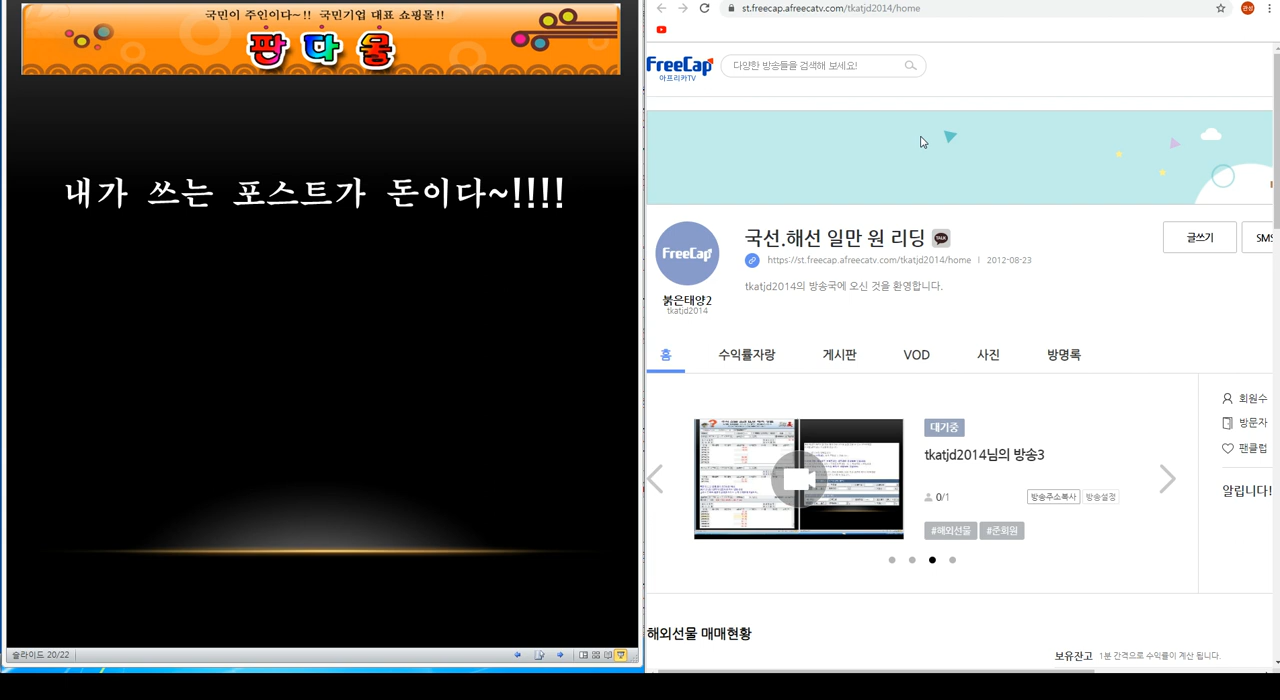 국민이 주인이다~!! 국민기업 대표 쇼핑몰!!
판다몰
내가 쓰는 포스트가 돈이다~!!!!
슬라이드 20/22
st.freecap.afreecatv.com/tkatjd2014/home
FreeCap
아프리카TV
다양한 방송들을 검색해 보세요!
FreeCap
국선.해선 일만 원 리딩
TALK
글쓰기
SMS
https://st.freecap.afreecatv.com/tkatjd2014/home | 2012-08-23
tkatjd2014의 방송국에 오신 것을 환영합니다.
붉은태양2
tkatjd2014
홈 수익률자랑 게시판 VOD 사진 방명록
대기중
tkatjd2014님의 방송3
0/1
방송주소복사 방송설정
#해외선물 #준회원
회원수
방문자
팬클럽
알립니다!
해외선물 매매현황
보유잔고 1분 간격으로 수익률이 계산 됩니다.